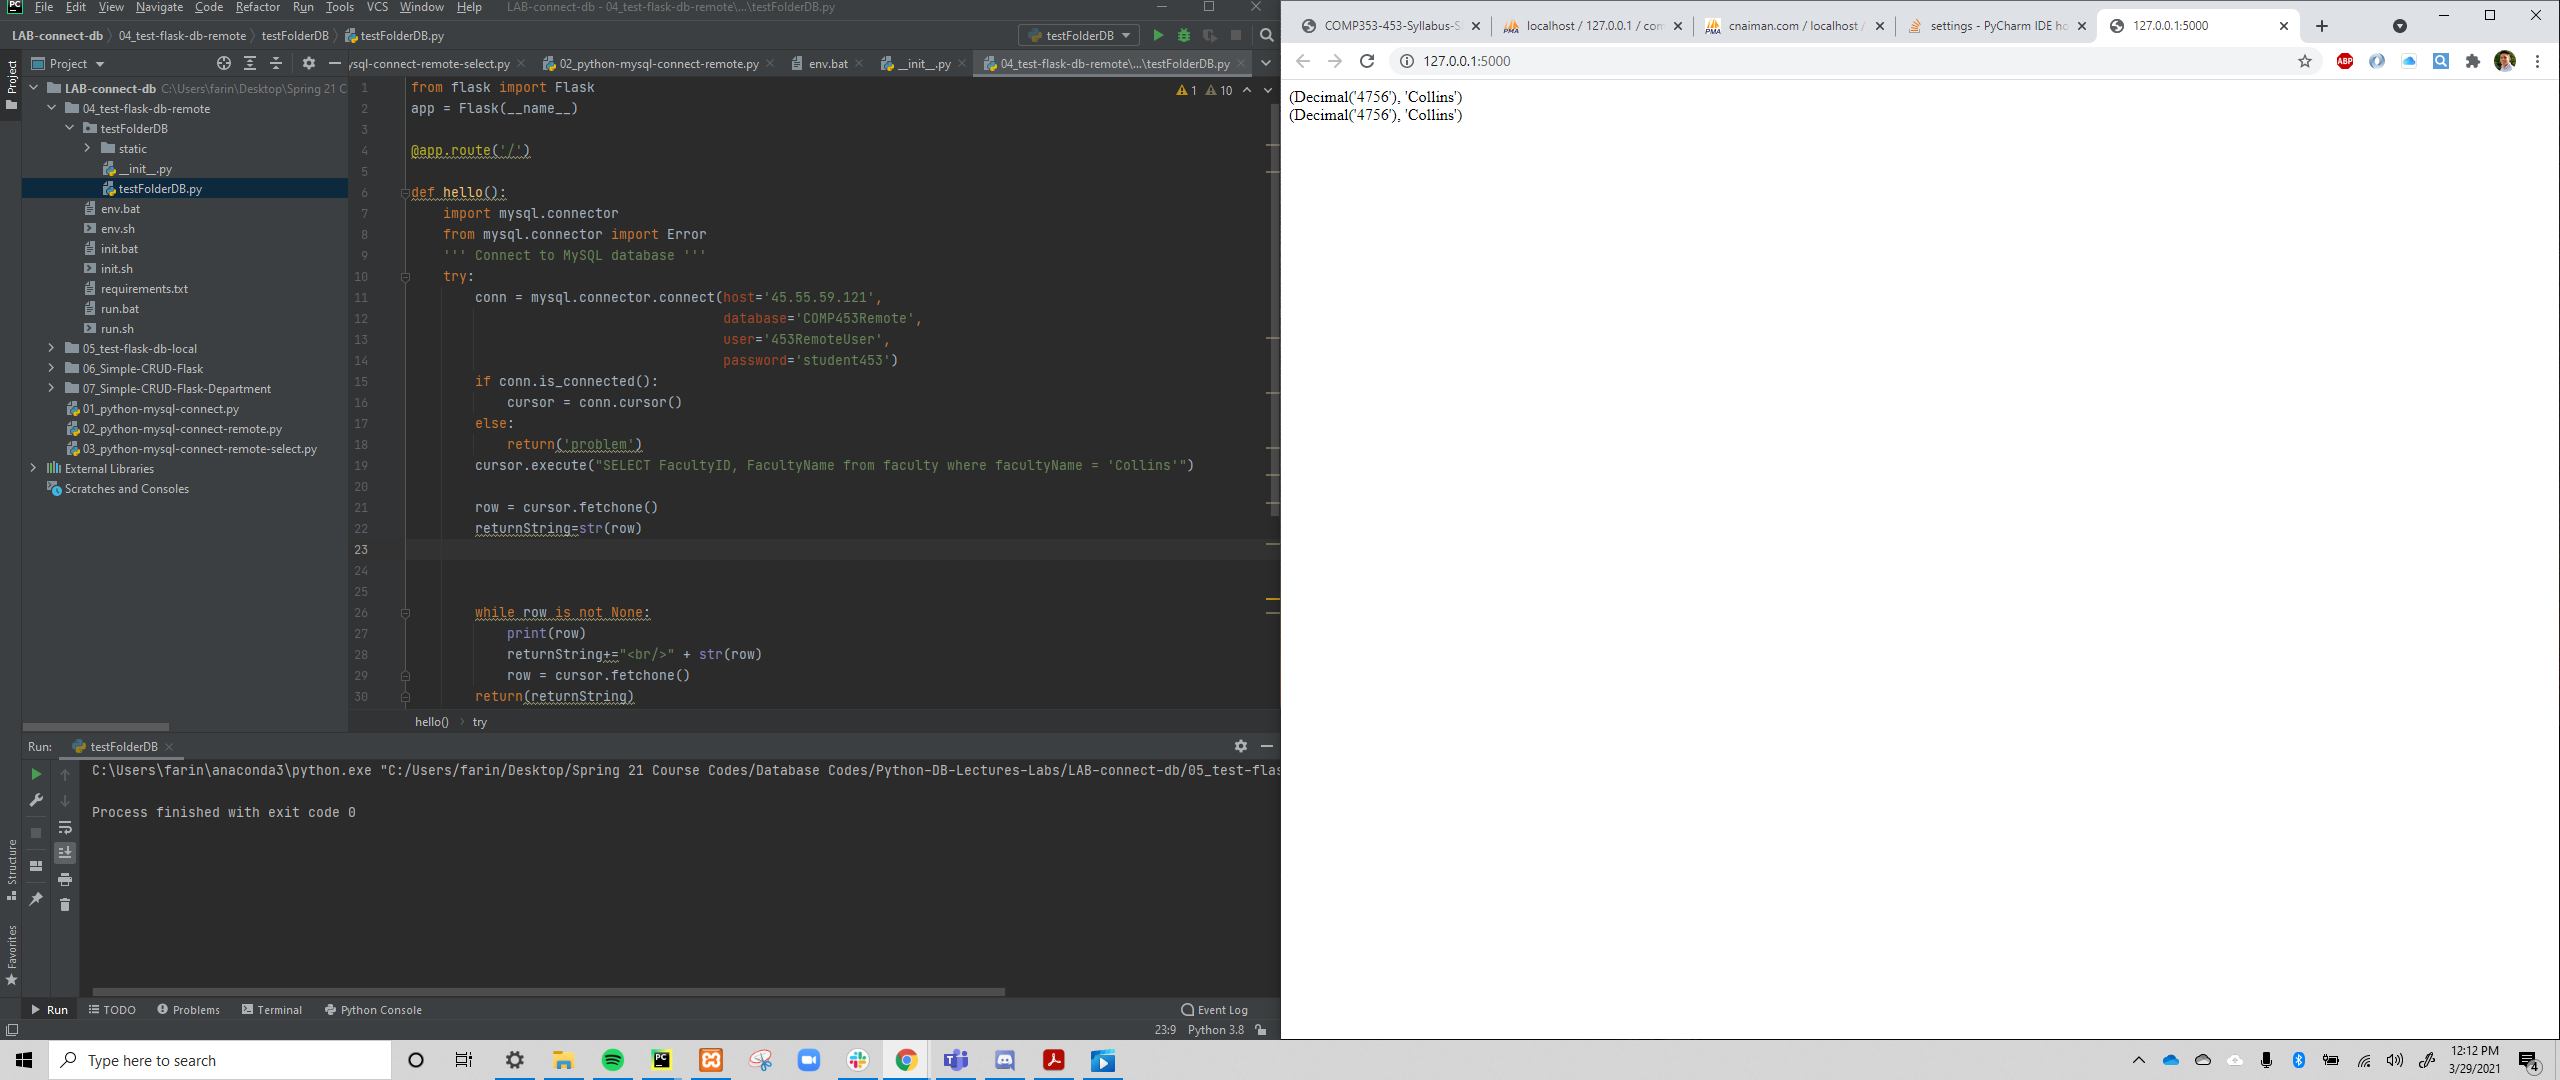 File Edit View Navigate Code Refactor Run Tools VCS Window Help LAB-connect-db - 04_test-flask-db-remote\...\testFolderDB.py
LAB-connect-db 04_test-flask-db-remote testFolderDB testFolderDB.py testFolderDB
Project
Project
ysql-connect-remote-select.py 02_python-mysql-connect-remote.py env.bat __init__.py 04_test-flask-db-remote\...\testFolderDB.py
LAB-connect-db C:\Users\farin\Desktop\Spring 21 C
04_test-flask-db-remote
testFolderDB
static
__init__.py
testFolderDB.py
env.bat
env.sh
init.bat
init.sh
requirements.txt
run.bat
run.sh
05_test-flask-db-local
06_Simple-CRUD-Flask
07_Simple-CRUD-Flask-Department
01_python-mysql-connect.py
02_python-mysql-connect-remote.py
03_python-mysql-connect-remote-select.py
External Libraries
Scratches and Consoles
1 10
1 from flask import Flask
2 app = Flask(__name__)
3
4 @app.route('/')
5
6 def hello():
7 import mysql.connector
8 from mysql.connector import Error
9 ''' Connect to MySQL database '''
10 try:
11 conn = mysql.connector.connect(host='45.55.59.121',
12 database='COMP453Remote',
13 user='453RemoteUser',
14 password='student453')
15 if conn.is_connected():
16 cursor = conn.cursor()
17 else:
18 return('problem')
19 cursor.execute("SELECT FacultyID, FacultyName from faculty where facultyName = 'Collins'")
20
21 row = cursor.fetchone()
22 returnString=str(row)
23
24
25
26 while row is not None:
27 print(row)
28 returnString+="<br/>" + str(row)
29 row = cursor.fetchone()
30 return(returnString)
hello() try
Run: testFolderDB
C:\Users\farin\anaconda3\python.exe "C:/Users/farin/Desktop/Spring 21 Course Codes/Database Codes/Python-DB-Lectures-Labs/LAB-connect-db/05_test-flas
Process finished with exit code 0
Structure
Favorites
Run TODO Problems Terminal Python Console Event Log
23:9 Python 3.8
COMP353-453-Syllabus-S localhost / 127.0.0.1 / com cnaiman.com / localhost / settings - PyCharm IDE ho 127.0.0.1:5000
127.0.0.1:5000
ABP
(Decimal('4756'), 'Collins')
(Decimal('4756'), 'Collins')
Type here to search
12:12 PM
3/29/2021
4